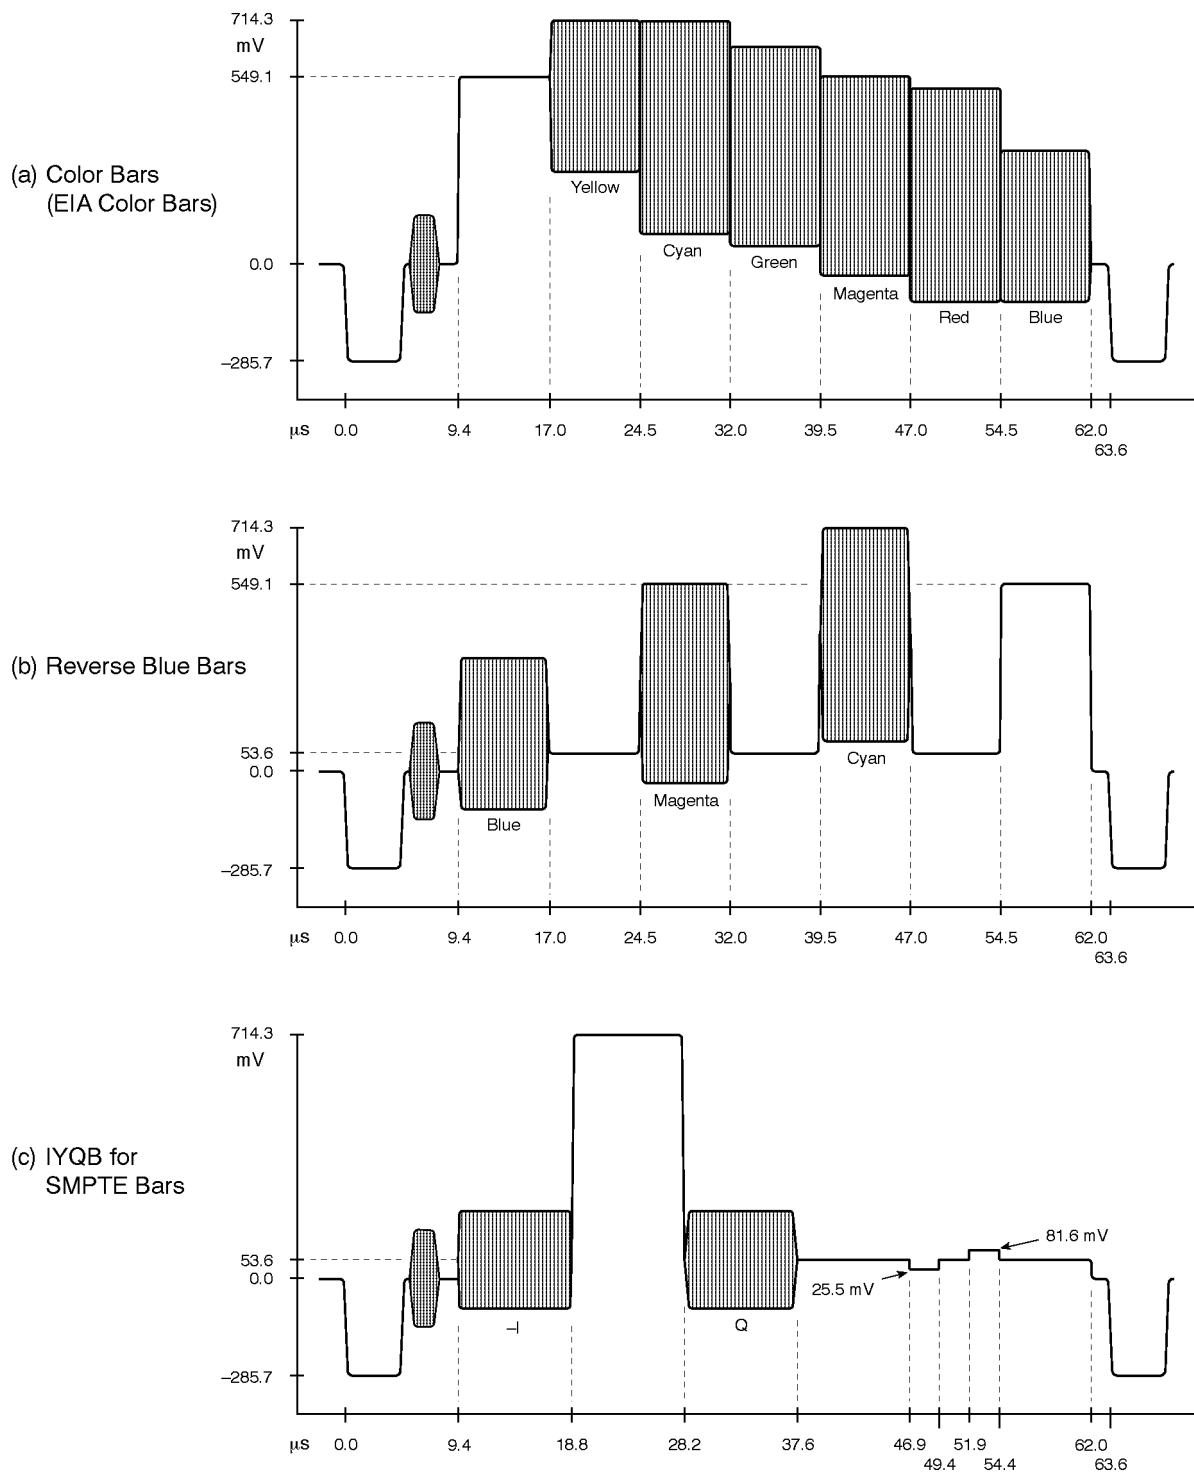 714.3
mV
549.1
(a) Color Bars
(EIA Color Bars)
Yellow
Cyan
Green
Magenta
Red
Blue
0.0
–285.7
µs 0.0 9.4 17.0 24.5 32.0 39.5 47.0 54.5 62.0
63.6
714.3
mV
549.1
(b) Reverse Blue Bars
53.6
0.0
Cyan
Magenta
Blue
–285.7
µs 0.0 9.4 17.0 24.5 32.0 39.5 47.0 54.5 62.0
63.6
714.3
mV
(c) IYQB for
SMPTE Bars
81.6 mV
53.6
0.0
25.5 mV
–I
Q
–285.7
µs 0.0 9.4 18.8 28.2 37.6 46.9 51.9 62.0
49.4 54.4 63.6